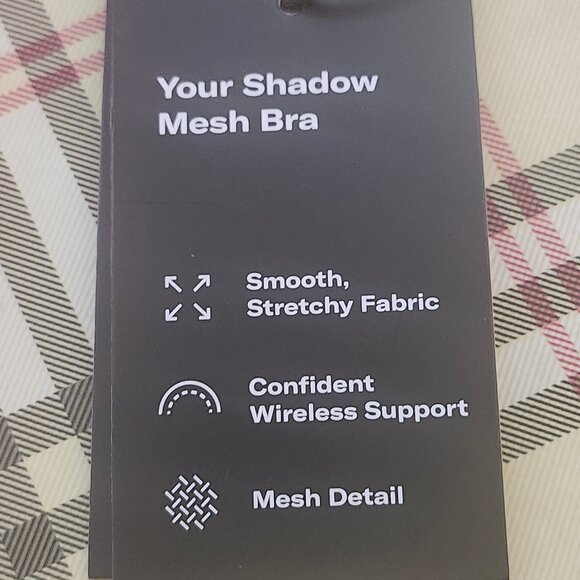 Your Shadow
Mesh Bra
Smooth,
Stretchy Fabric
Confident
Wireless Support
Mesh Detail